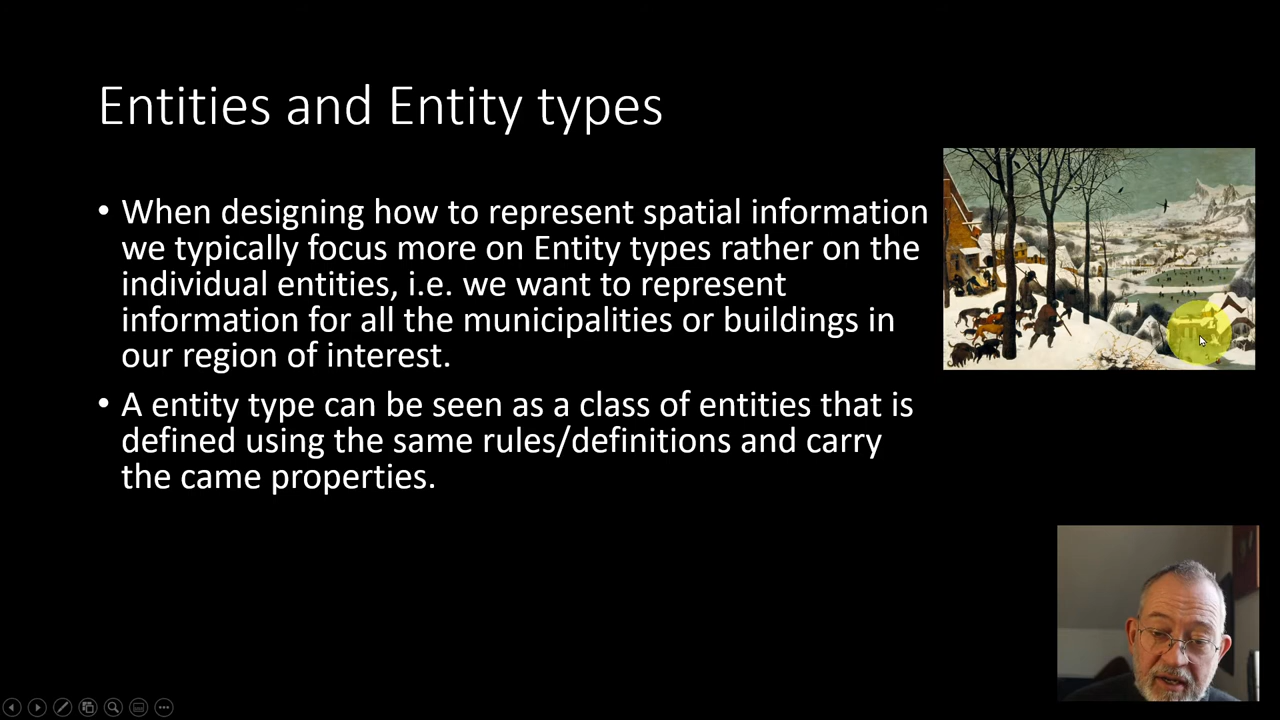 Entities and Entity types
• When designing how to represent spatial information
we typically focus more on Entity types rather on the
individual entities, i.e. we want to represent
information for all the municipalities or buildings in
our region of interest.
• A entity type can be seen as a class of entities that is
defined using the same rules/definitions and carry
the came properties.